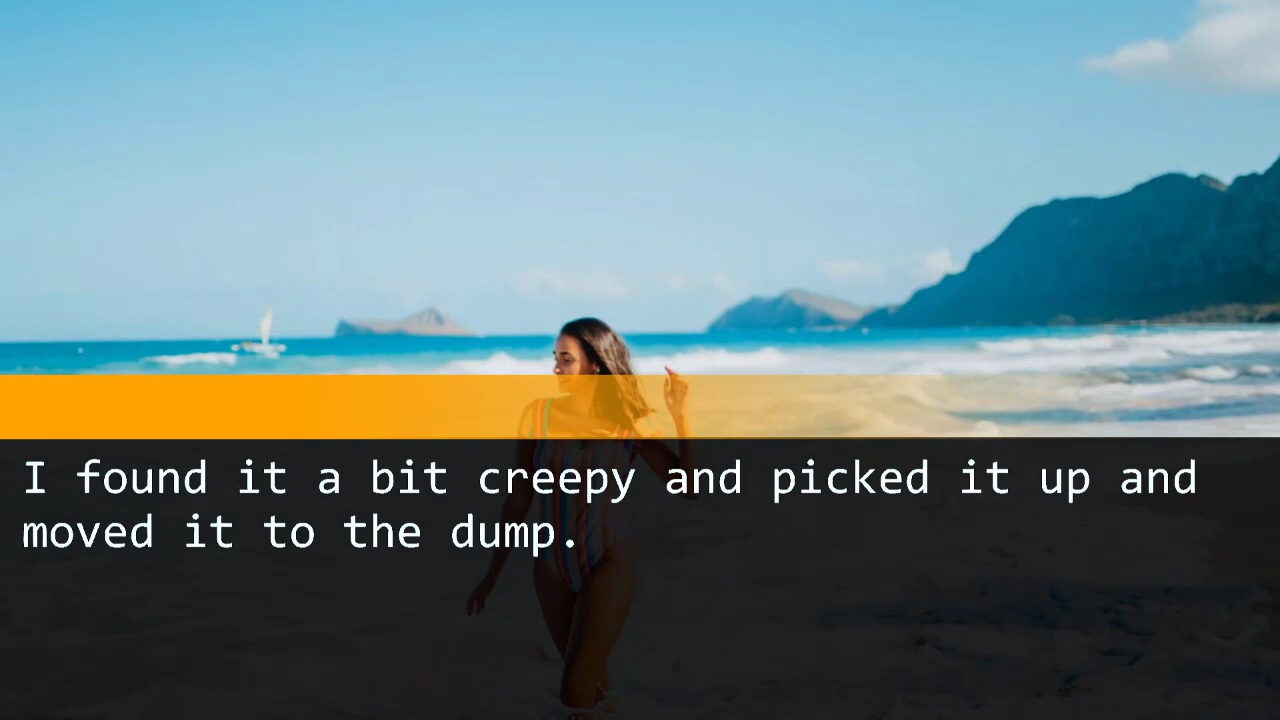 I found it a bit creepy and picked it up and
moved it to the dump.